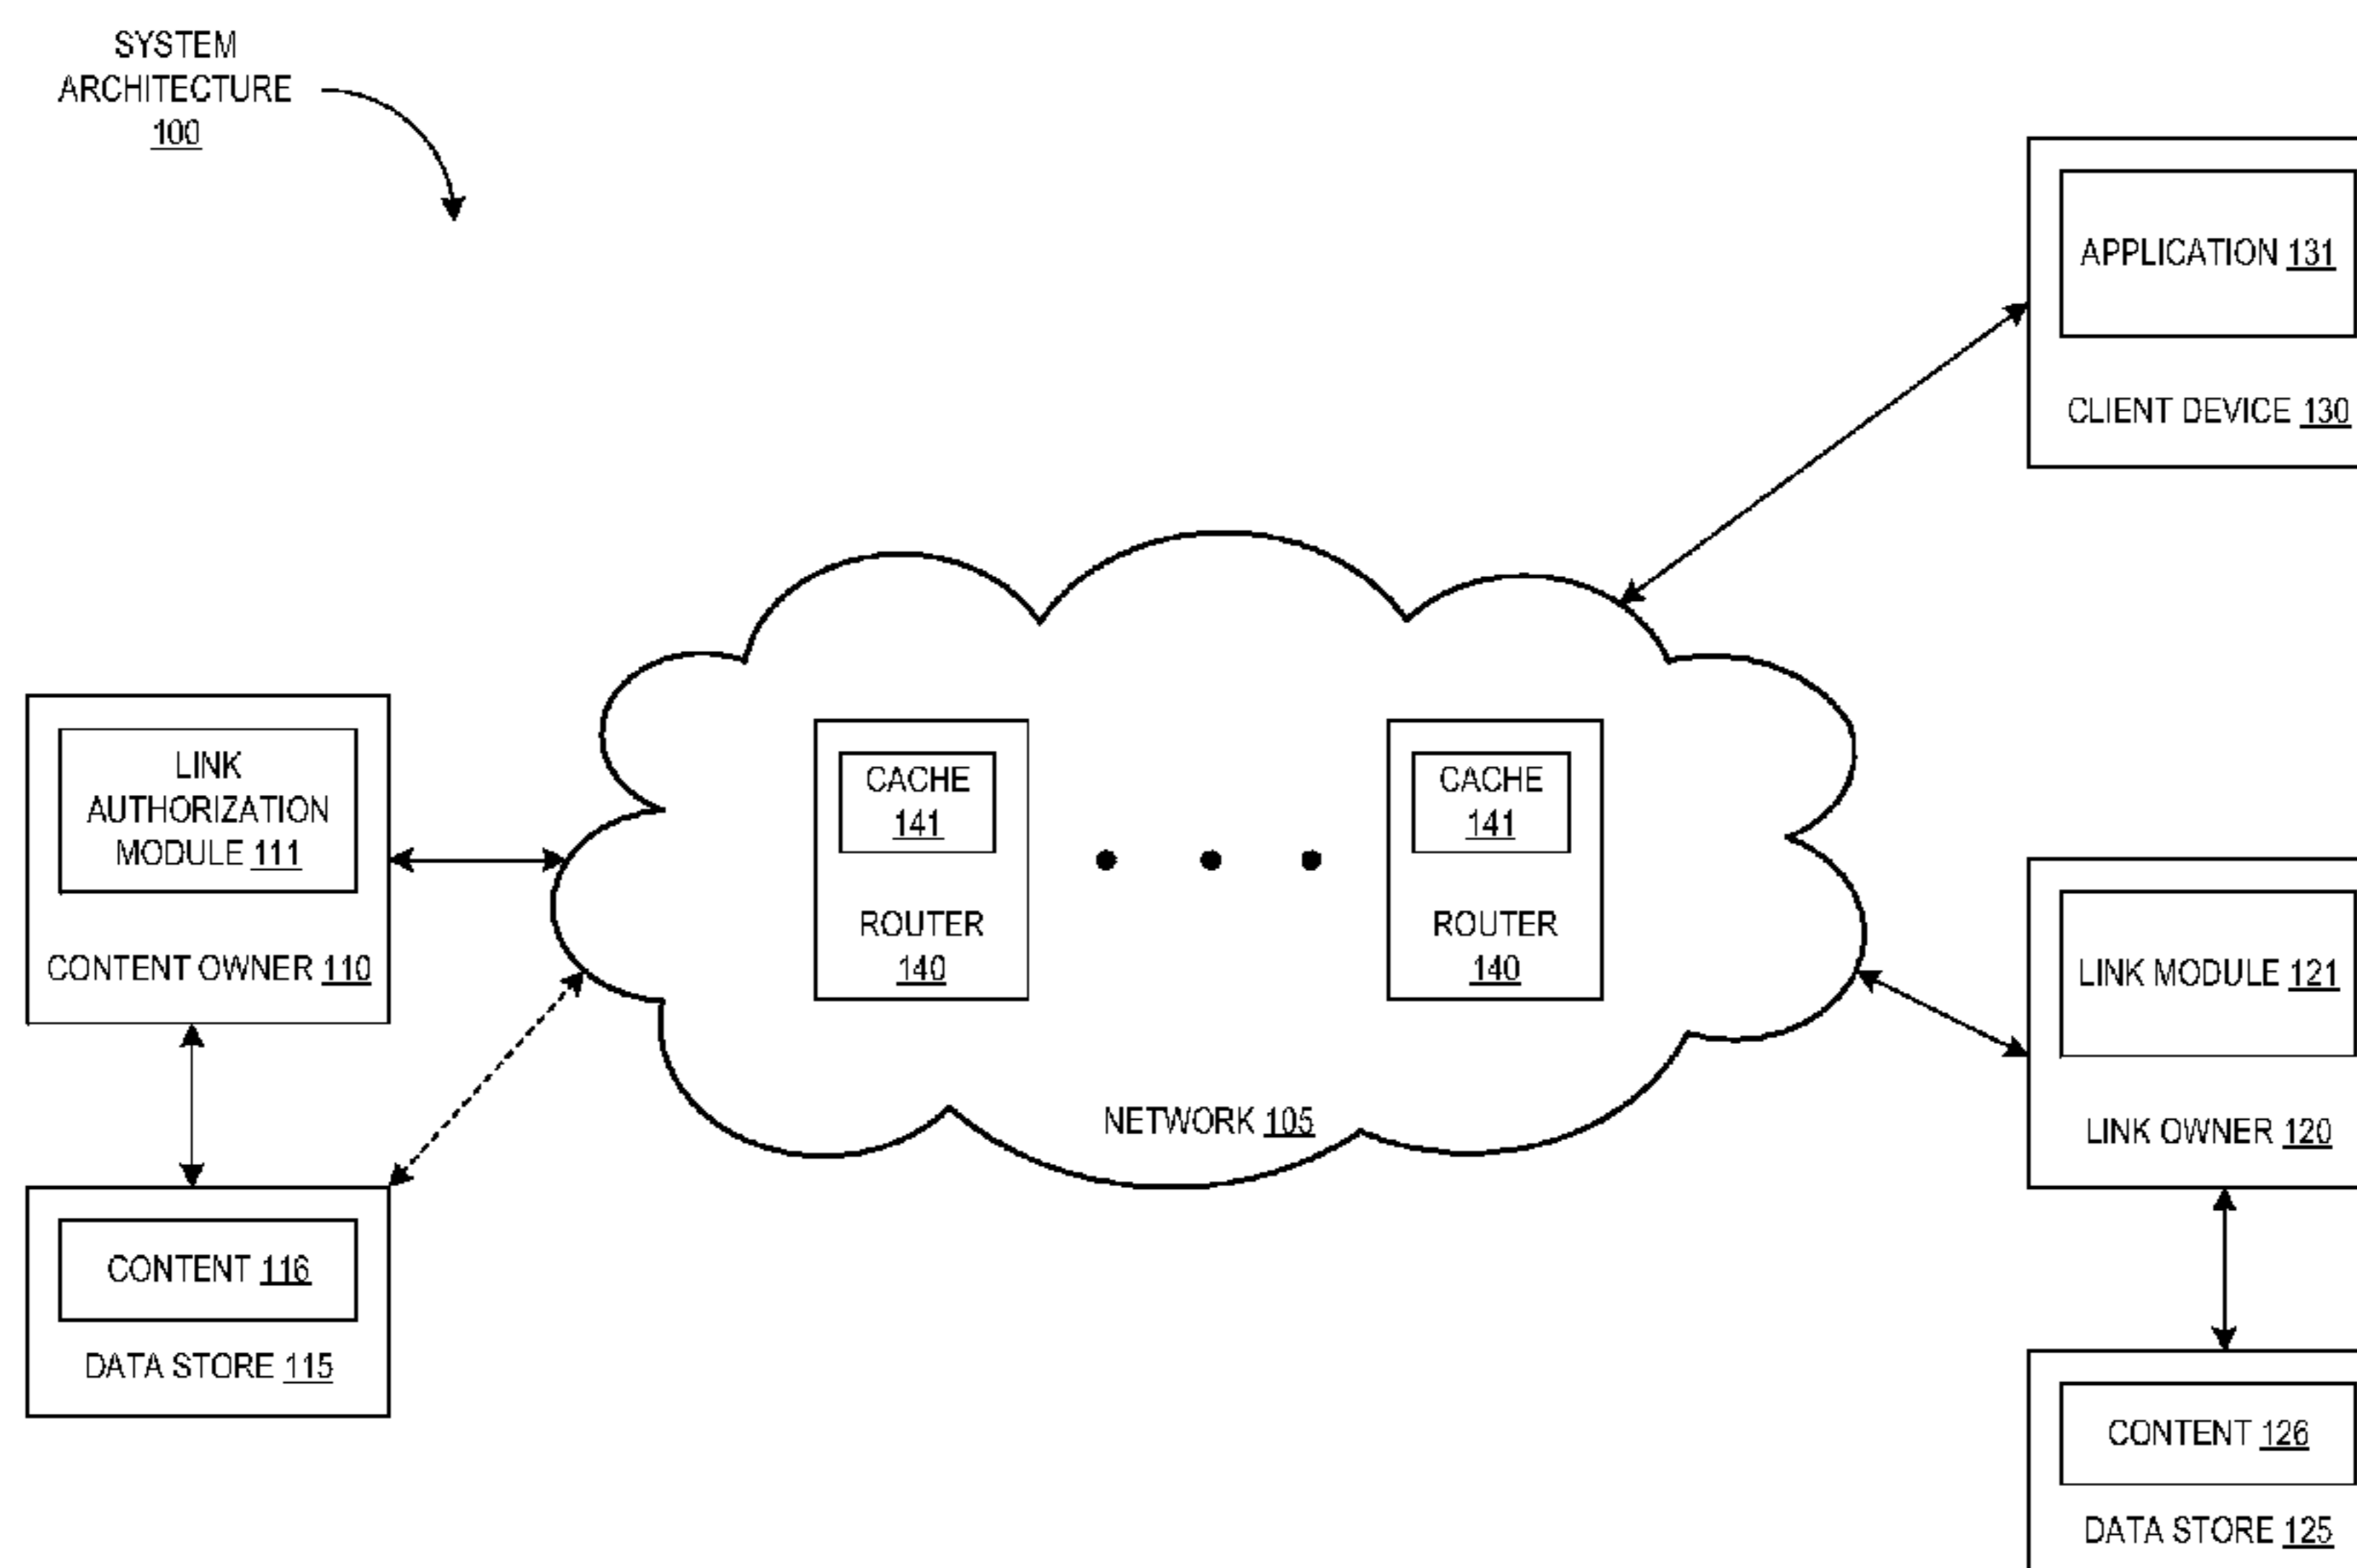 SYSTEM
ARCHITECTURE
100
APPLICATION 131
CLIENT DEVICE 130
LINK
AUTHORIZATION
MODULE 111
CONTENT OWNER 110
CACHE
141
ROUTER
140
CACHE
141
ROUTER
140
NETWORK 105
LINK MODULE 121
LINK OWNER 120
CONTENT 116
DATA STORE 115
CONTENT 126
DATA STORE 125